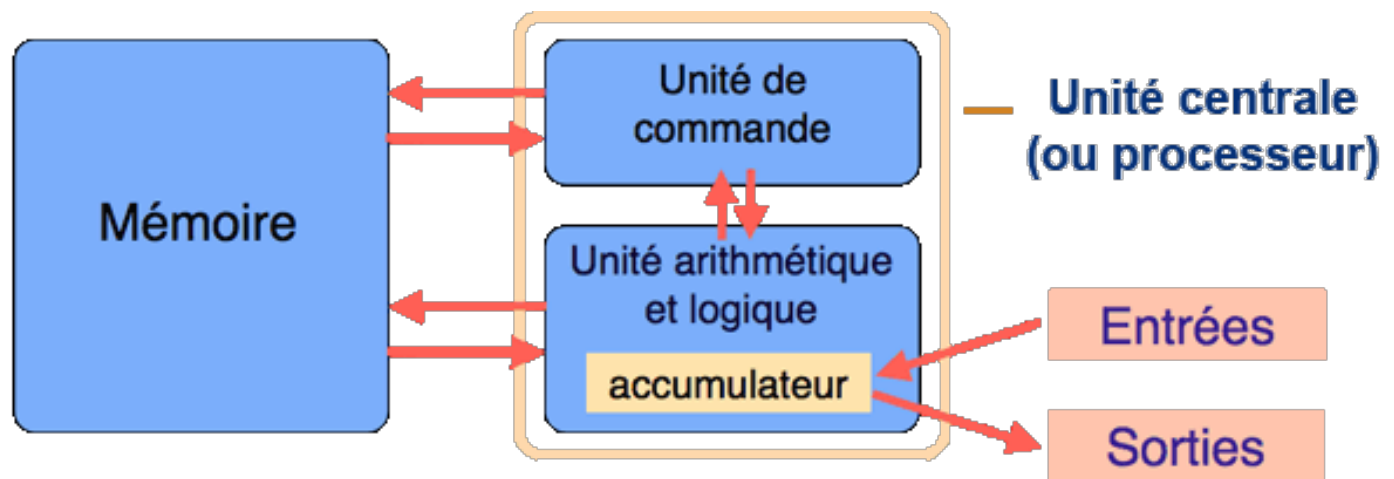 Mémoire
Unité de
commande
Unité arithmétique
et logique
accumulateur
Unité centrale
(ou processeur)
Entrées
Sorties